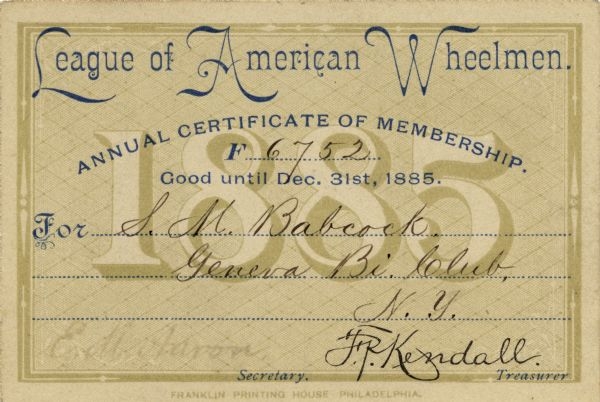 League of American Wheelmen.
ANNUAL CERTIFICATE OF MEMBERSHIP.
1885
F 6752
Good until Dec. 31st, 1885.
For S. M. Babcock.
Geneva Bi. Club,
N. Y.
F. P. Kendall.
Secretary. Treasurer
FRANKLIN PRINTING HOUSE PHILADELPHIA.